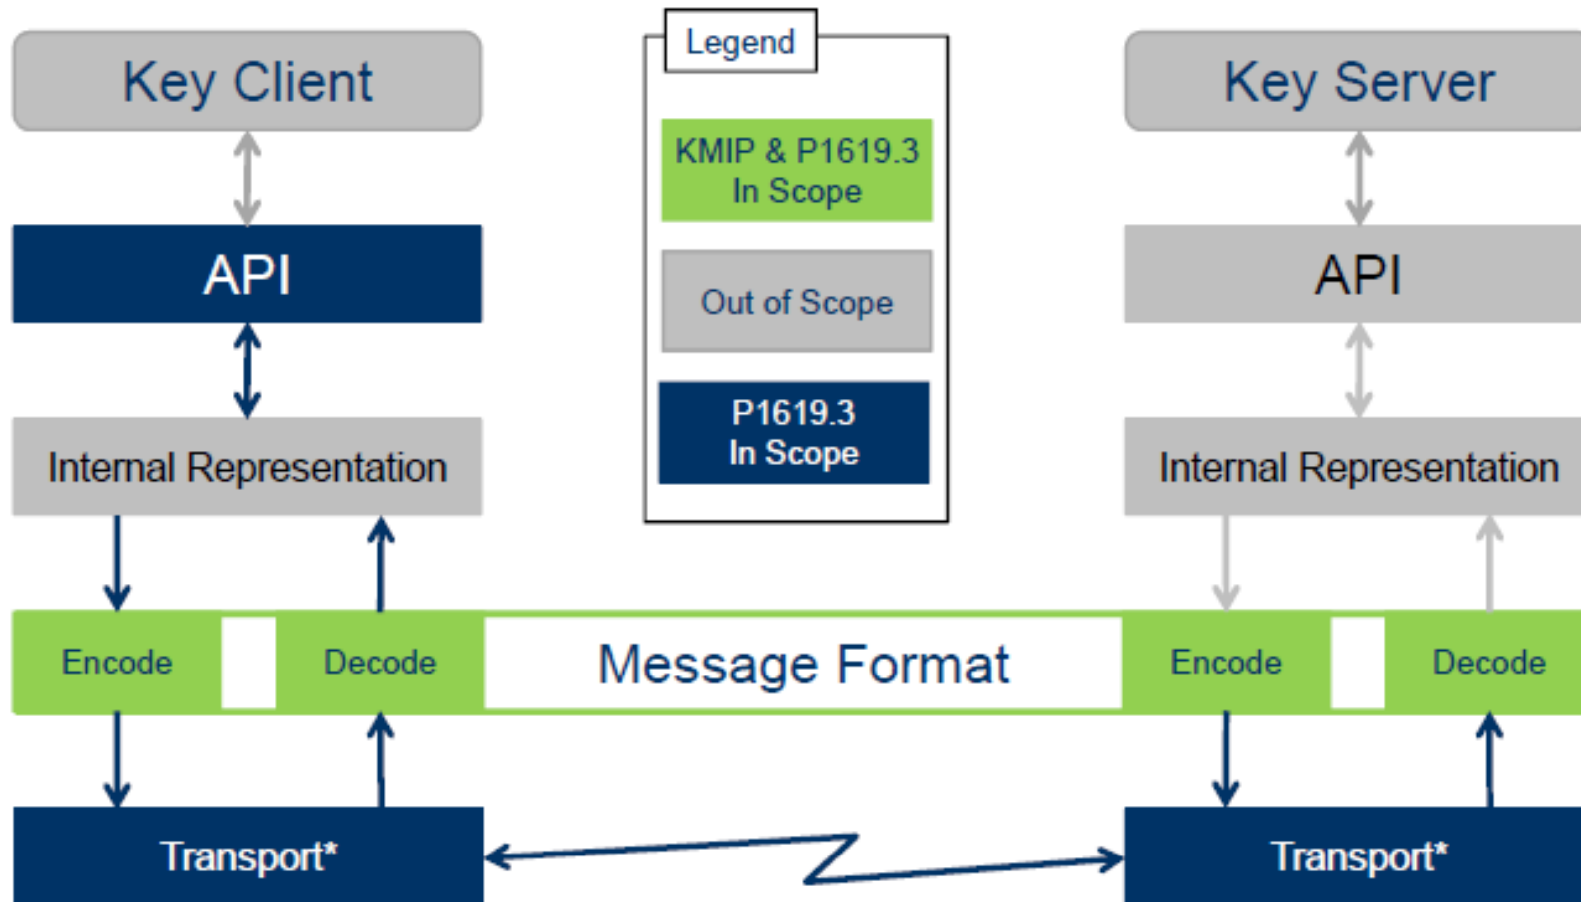 Key Client
Legend
Key Server
KMIP & P1619.3
In Scope
API
Out of Scope
API
P1619.3
In Scope
Internal Representation
Internal Representation
Encode
Decode
Message Format
Encode
Decode
Transport*
Transport*